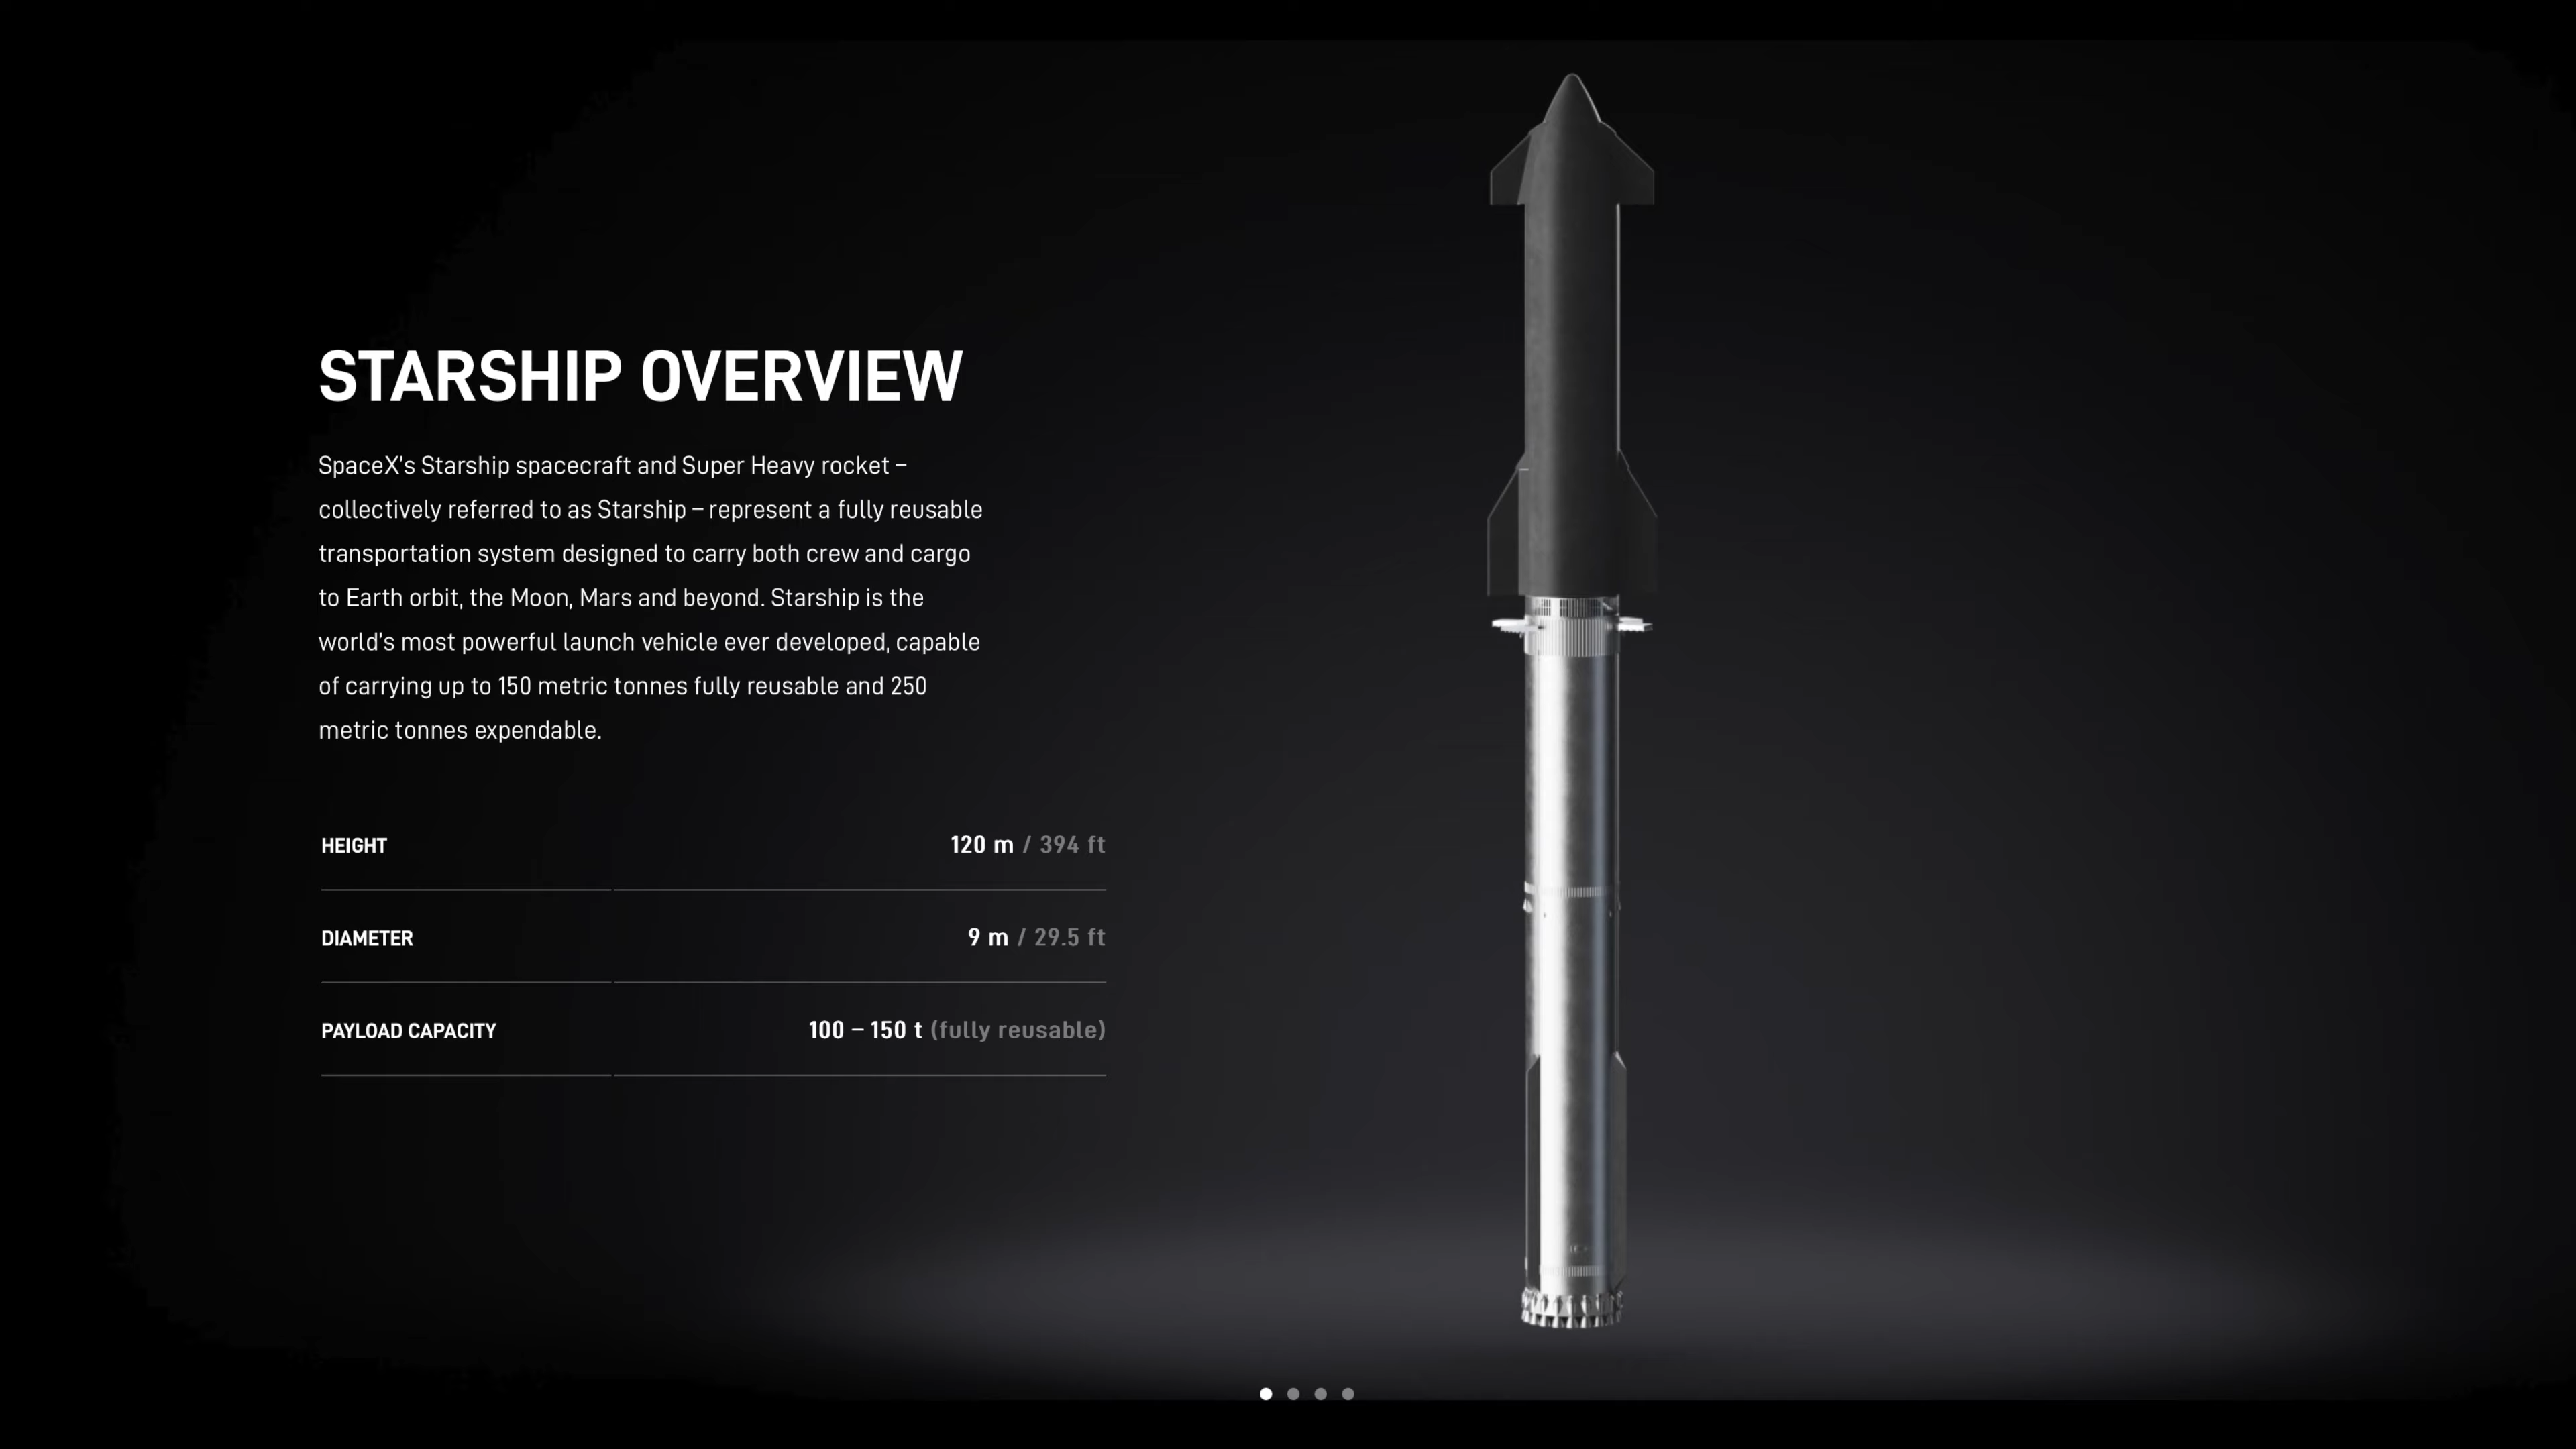 STARSHIP OVERVIEW
SpaceX's Starship spacecraft and Super Heavy rocket –
collectively referred to as Starship – represent a fully reusable
transportation system designed to carry both crew and cargo
to Earth orbit, the Moon, Mars and beyond. Starship is the
world's most powerful launch vehicle ever developed, capable
of carrying up to 150 metric tonnes fully reusable and 250
metric tonnes expendable.
HEIGHT 120 m / 394 ft
DIAMETER 9 m / 29.5 ft
PAYLOAD CAPACITY 100 – 150 t (fully reusable)